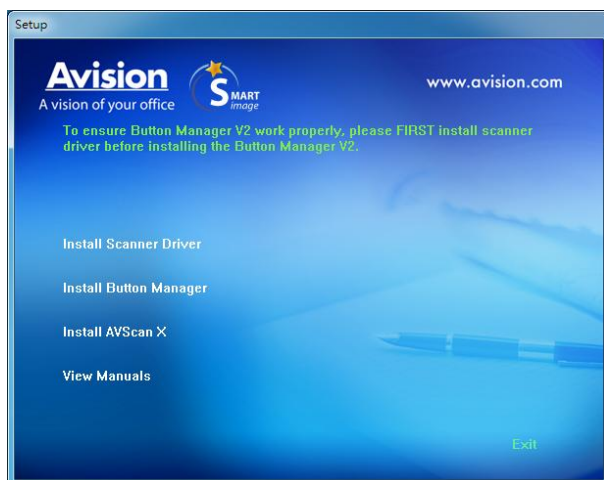 Setup
Avision
A vision of your office
SMART
image
www.avision.com
To ensure Button Manager V2 work properly, please FIRST install scanner
driver before installing the Button Manager V2.
Install Scanner Driver
Install Button Manager
Install AVScan X
View Manuals
Exit